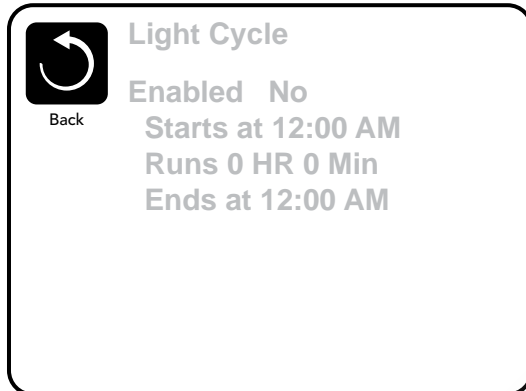 Light Cycle
Enabled No
Starts at 12:00 AM
Runs 0 HR 0 Min
Ends at 12:00 AM
Back